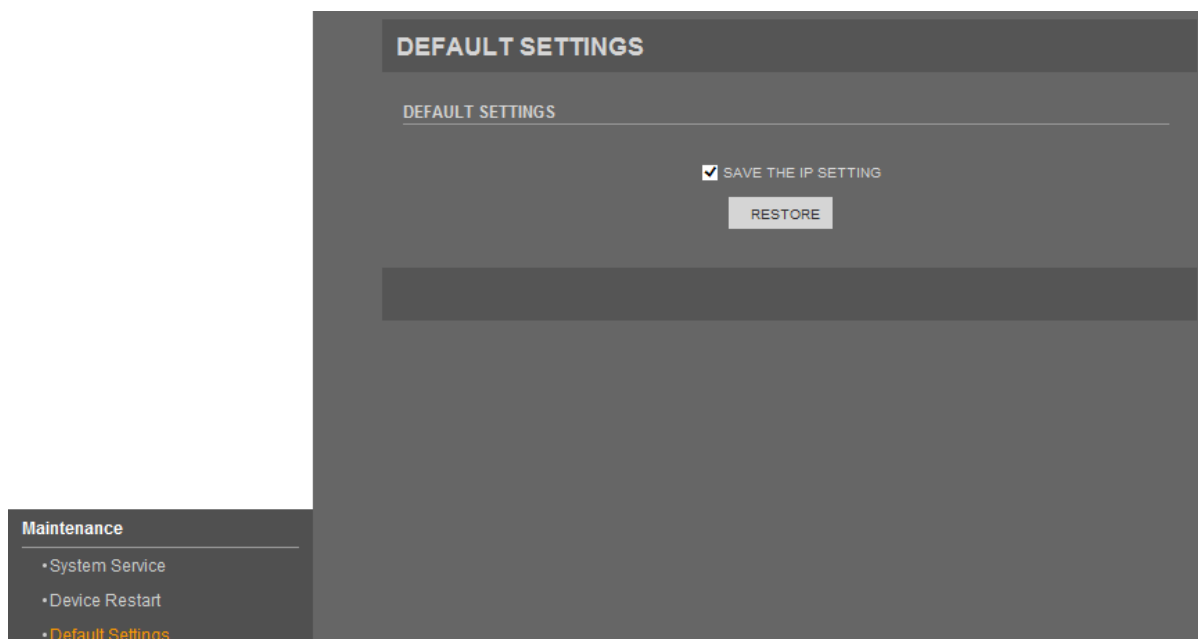 DEFAULT SETTINGS
DEFAULT SETTINGS
SAVE THE IP SETTING
RESTORE
Maintenance
•System Service
•Device Restart
•Default Settings